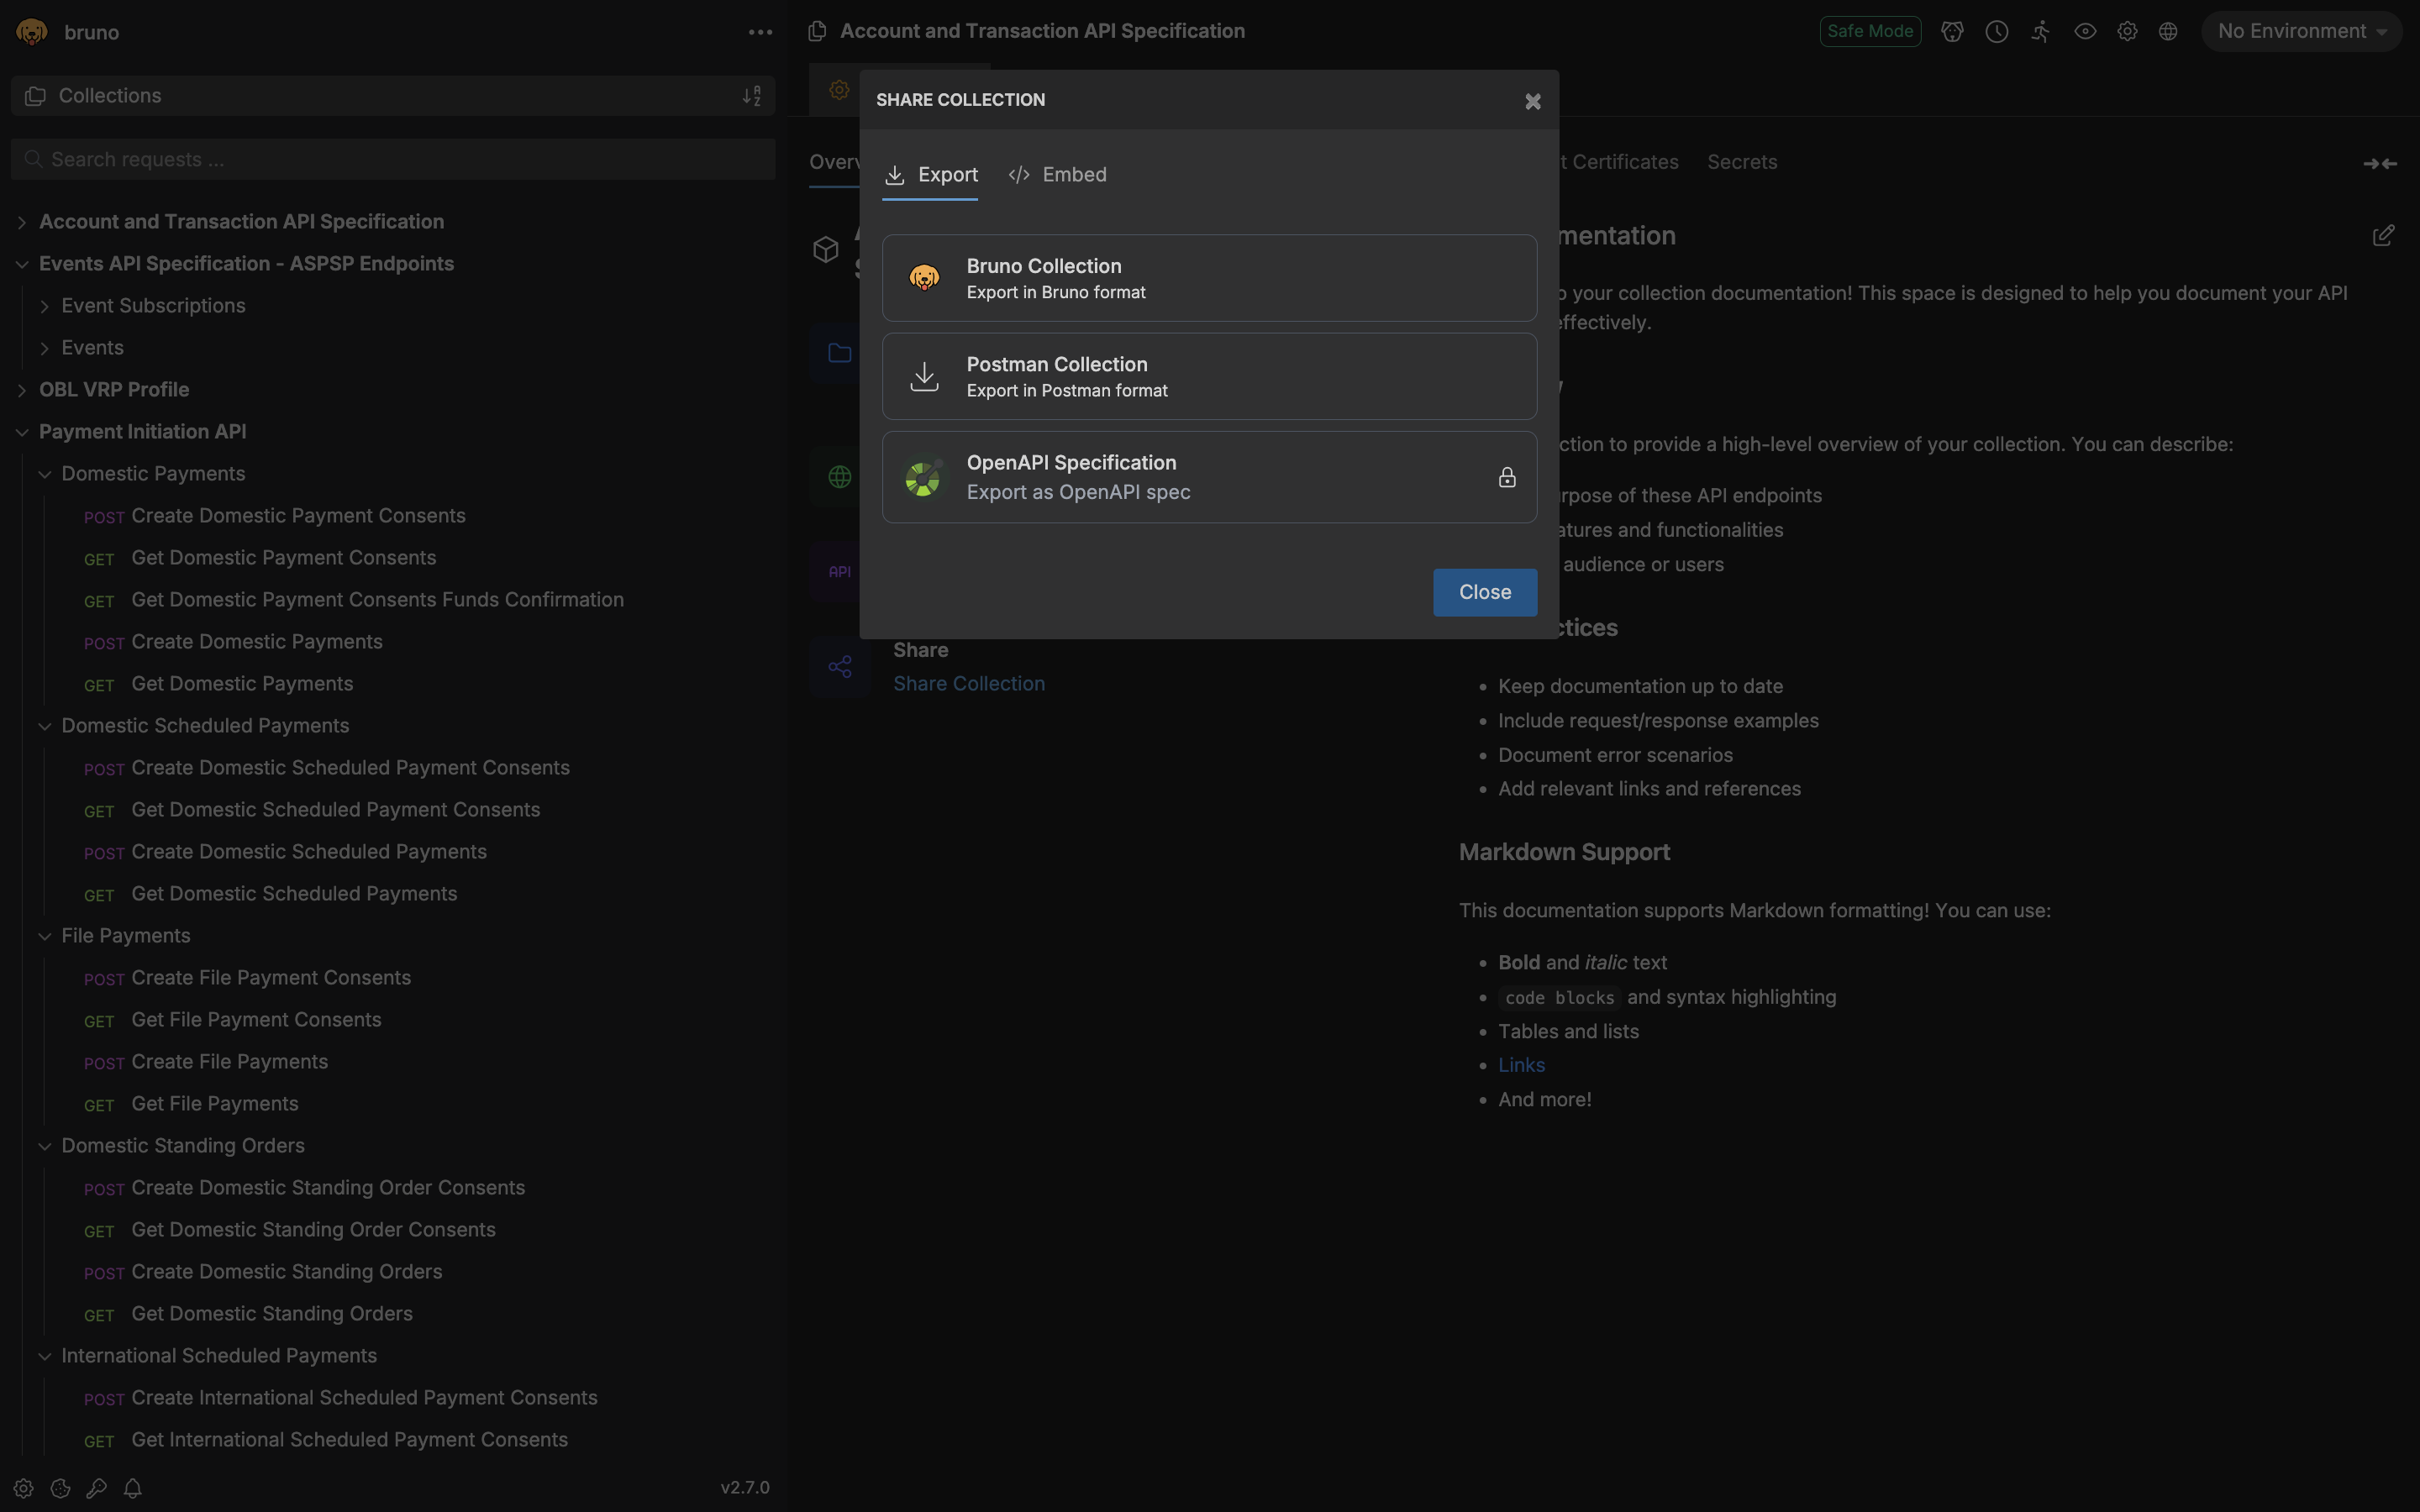 bruno
Collections
Search requests ...
Account and Transaction API Specification
Events API Specification - ASPSP Endpoints
Event Subscriptions
Events
OBL VRP Profile
Payment Initiation API
Domestic Payments
POST Create Domestic Payment Consents
GET Get Domestic Payment Consents
GET Get Domestic Payment Consents Funds Confirmation
POST Create Domestic Payments
GET Get Domestic Payments
Domestic Scheduled Payments
POST Create Domestic Scheduled Payment Consents
GET Get Domestic Scheduled Payment Consents
POST Create Domestic Scheduled Payments
GET Get Domestic Scheduled Payments
File Payments
POST Create File Payment Consents
GET Get File Payment Consents
POST Create File Payments
GET Get File Payments
Domestic Standing Orders
POST Create Domestic Standing Order Consents
GET Get Domestic Standing Order Consents
POST Create Domestic Standing Orders
GET Get Domestic Standing Orders
International Scheduled Payments
POST Create International Scheduled Payment Consents
GET Get International Scheduled Payment Consents
v2.7.0
Account and Transaction API Specification
Safe Mode
No Environment
SHARE COLLECTION
Export
Embed
Bruno Collection
Export in Bruno format
Postman Collection
Export in Postman format
OpenAPI Specification
Export as OpenAPI spec
Close
API
Share
Share Collection
Certificates Secrets
your collection documentation! This space is designed to help you document your API
to provide a high-level overview of your collection. You can describe:
of these API endpoints
and functionalities
audience or users
Keep documentation up to date
Include request/response examples
Document error scenarios
Add relevant links and references
Markdown Support
This documentation supports Markdown formatting! You can use:
Bold and italic text
code blocks and syntax highlighting
Tables and lists
Links
And more!